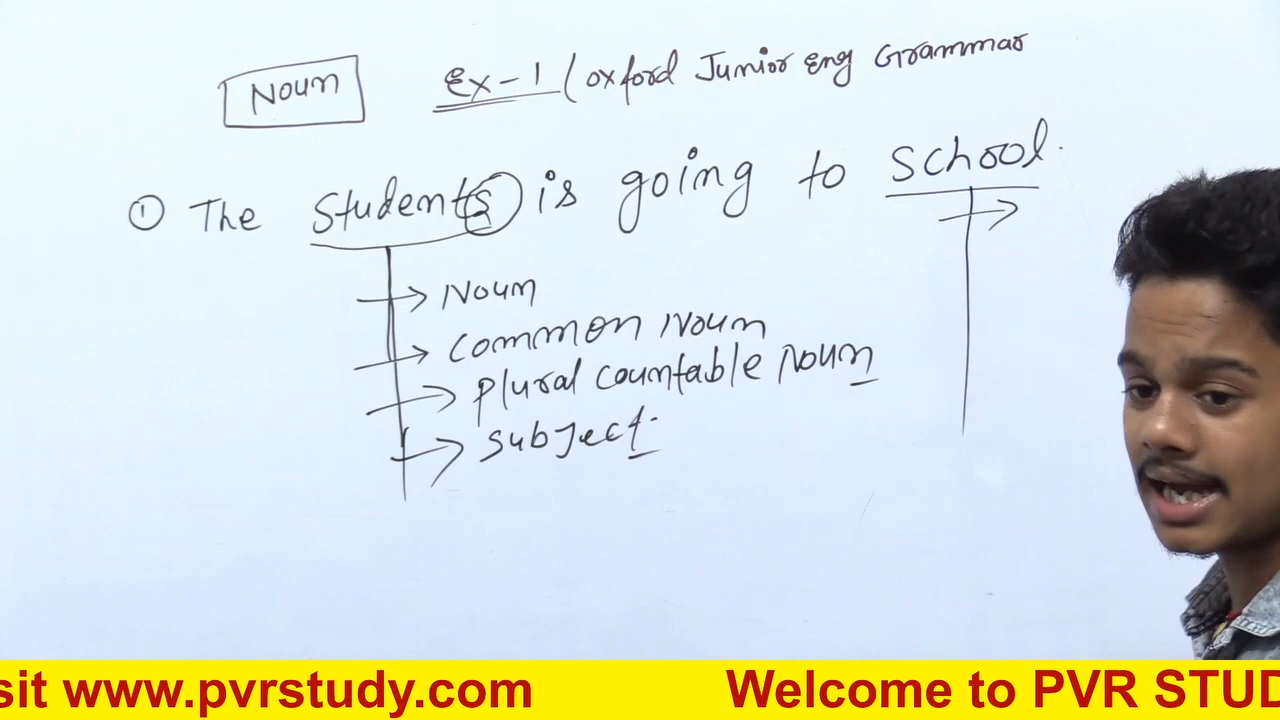 Noun Ex-1 (Oxford Junior Eng Grammar
① The Students is going to School.
Noun
Common Noun
Plural Countable Noun
Subject
sit www.pvrstudy.com Welcome to PVR STUD